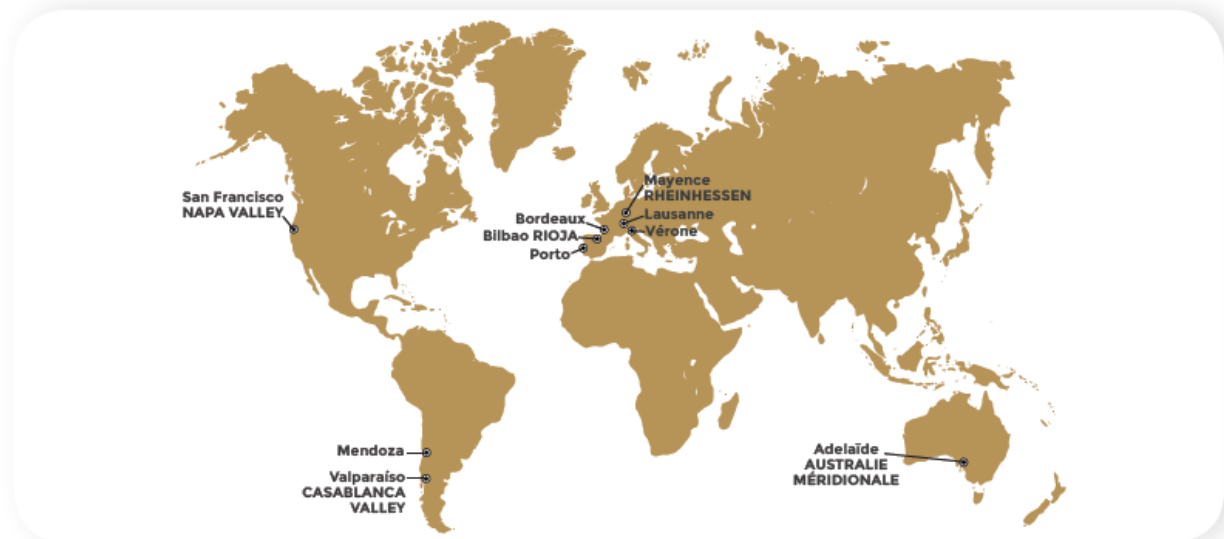 San Francisco
NAPA VALLEY
Mayence
RHEINHESSEN
Bordeaux
Lausanne
Bilbao RIOJA
Vérone
Porto
Mendoza
Valparaíso
CASABLANCA
VALLEY
Adelaïde
AUSTRALIE
MÉRIDIONALE